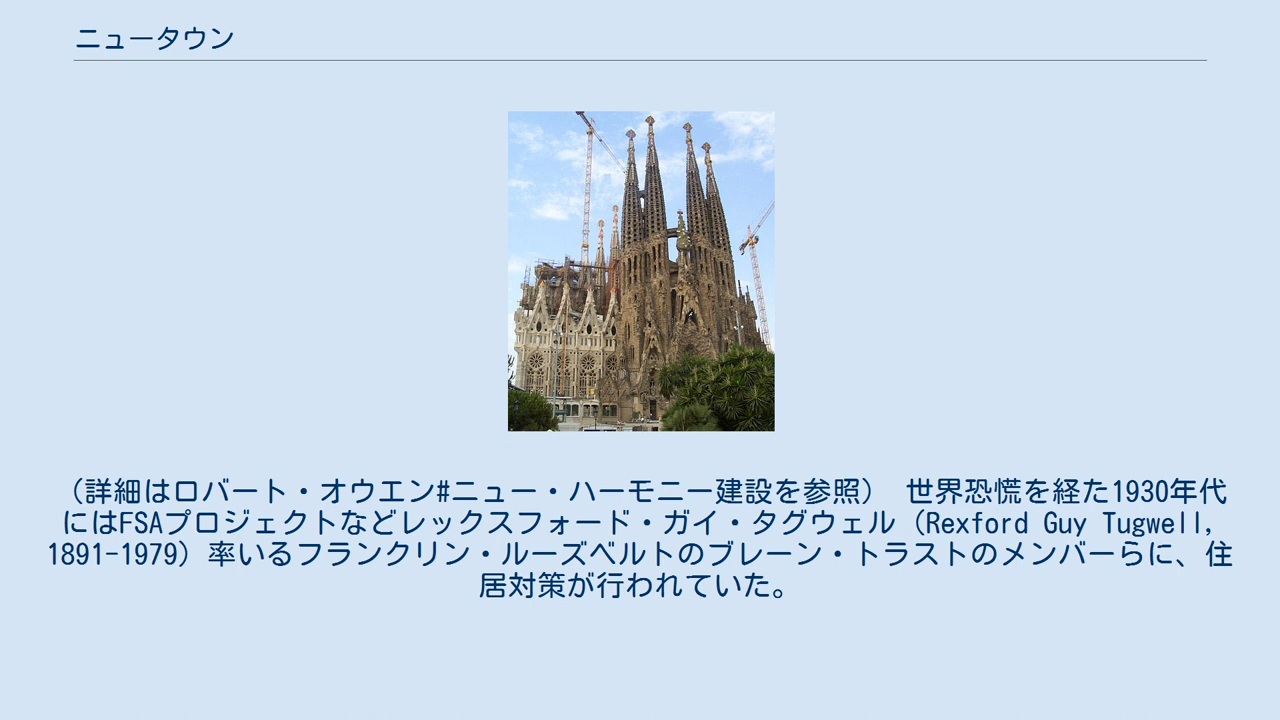 ニュータウン
（詳細はロバート・オウエン#ニュー・ハーモニー建設を参照） 世界恐慌を経た1930年代
にはFSAプロジェクトなどレックスフォード・ガイ・タグウェル（Rexford Guy Tugwell,
1891-1979）率いるフランクリン・ルーズベルトのブレーン・トラストのメンバーらに、住
居対策が行われていた。